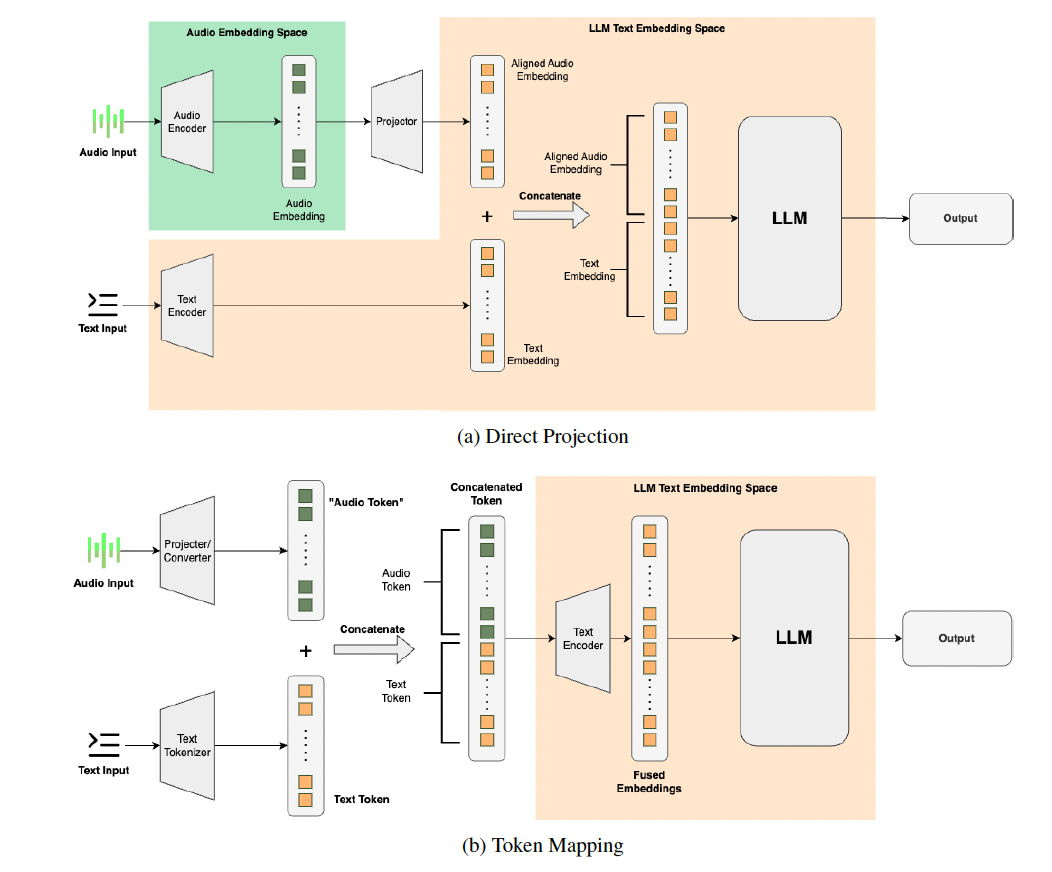 Audio Embedding Space
LLM Text Embedding Space
Audio Input
Audio
Encoder
Audio
Embedding
Projector
Aligned Audio
Embedding
Concatenate
+
Text Input
Text
Encoder
Text
Embedding
Aligned Audio
Embedding
Text
Embedding
LLM
Output
(a) Direct Projection
Audio Input
Projecter/
Converter
"Audio Token"
+
Concatenate
Text Input
Text
Tokenizer
Text Token
Concatenated
Token
Audio
Token
Text
Token
LLM Text Embedding Space
Text
Encoder
Fused
Embeddings
LLM
Output
(b) Token Mapping